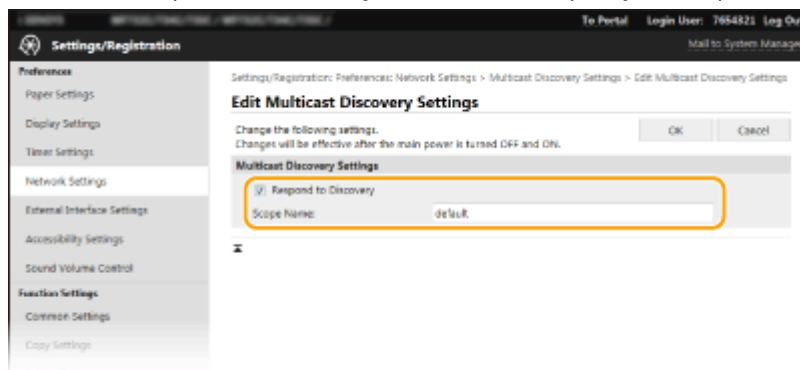 To Portal Login User: 7654321 Log Ou
Settings/Registration
Mail to System Manage
Preferences
Paper Settings
Display Settings
Timer Settings
Network Settings
External Interface Settings
Accessibility Settings
Sound Volume Control
Function Settings
Common Settings
Copy Settings
Settings/Registration: Preferences: Network Settings > Multicast Discovery Settings > Edit Multicast Discovery Settings
Edit Multicast Discovery Settings
Change the following settings.
Changes will be effective after the main power is turned OFF and ON.
OK Cancel
Multicast Discovery Settings
Respond to Discovery
Scope Name: default